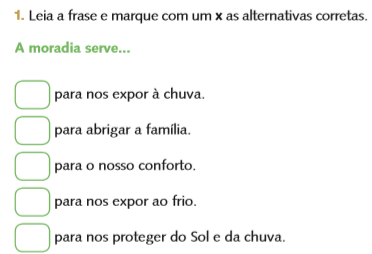 1. Leia a frase e marque com um x as alternativas corretas.
A moradia serve...
para nos expor à chuva.
para abrigar a família.
para o nosso conforto.
para nos expor ao frio.
para nos proteger do Sol e da chuva.